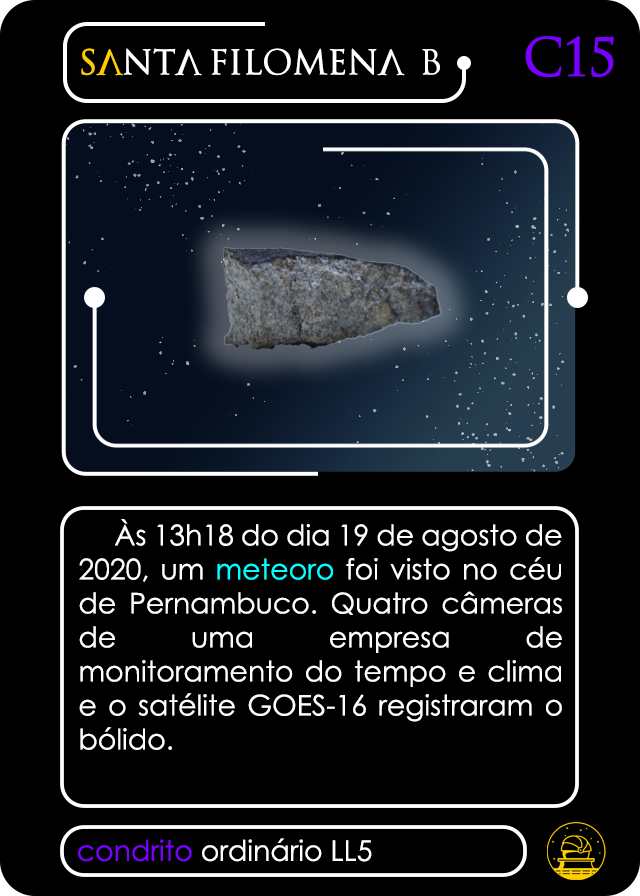 SANTA FILOMENA B
C15
Às 13h18 do dia 19 de agosto de
2020, um meteoro foi visto no céu
de Pernambuco. Quatro câmeras
de uma empresa de
monitoramento do tempo e clima
e o satélite GOES-16 registraram o
bólido.
condrito ordinário LL5